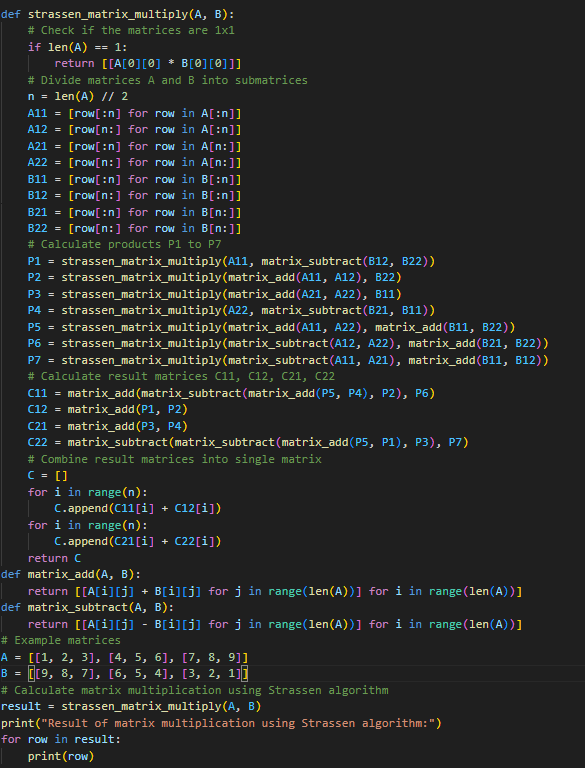 def strassen_matrix_multiply(A, B):
    # Check if the matrices are 1x1
    if len(A) == 1:
        return [[A[0][0] * B[0][0]]]
    # Divide matrices A and B into submatrices
    n = len(A) // 2
    A11 = [row[:n] for row in A[:n]]
    A12 = [row[n:] for row in A[:n]]
    A21 = [row[:n] for row in A[n:]]
    A22 = [row[n:] for row in A[n:]]
    B11 = [row[:n] for row in B[:n]]
    B12 = [row[n:] for row in B[:n]]
    B21 = [row[:n] for row in B[n:]]
    B22 = [row[n:] for row in B[n:]]
    # Calculate products P1 to P7
    P1 = strassen_matrix_multiply(A11, matrix_subtract(B12, B22))
    P2 = strassen_matrix_multiply(matrix_add(A11, A12), B22)
    P3 = strassen_matrix_multiply(matrix_add(A21, A22), B11)
    P4 = strassen_matrix_multiply(A22, matrix_subtract(B21, B11))
    P5 = strassen_matrix_multiply(matrix_add(A11, A22), matrix_add(B11, B22))
    P6 = strassen_matrix_multiply(matrix_subtract(A12, A22), matrix_add(B21, B22))
    P7 = strassen_matrix_multiply(matrix_subtract(A11, A21), matrix_add(B11, B12))
    # Calculate result matrices C11, C12, C21, C22
    C11 = matrix_add(matrix_subtract(matrix_add(P5, P4), P2), P6)
    C12 = matrix_add(P1, P2)
    C21 = matrix_add(P3, P4)
    C22 = matrix_subtract(matrix_subtract(matrix_add(P5, P1), P3), P7)
    # Combine result matrices into single matrix
    C = []
    for i in range(n):
        C.append(C11[i] + C12[i])
    for i in range(n):
        C.append(C21[i] + C22[i])
    return C
def matrix_add(A, B):
    return [[A[i][j] + B[i][j] for j in range(len(A))] for i in range(len(A))]
def matrix_subtract(A, B):
    return [[A[i][j] - B[i][j] for j in range(len(A))] for i in range(len(A))]
# Example matrices
A = [[1, 2, 3], [4, 5, 6], [7, 8, 9]]
B = [[9, 8, 7], [6, 5, 4], [3, 2, 1]]
# Calculate matrix multiplication using Strassen algorithm
result = strassen_matrix_multiply(A, B)
print("Result of matrix multiplication using Strassen algorithm:")
for row in result:
    print(row)